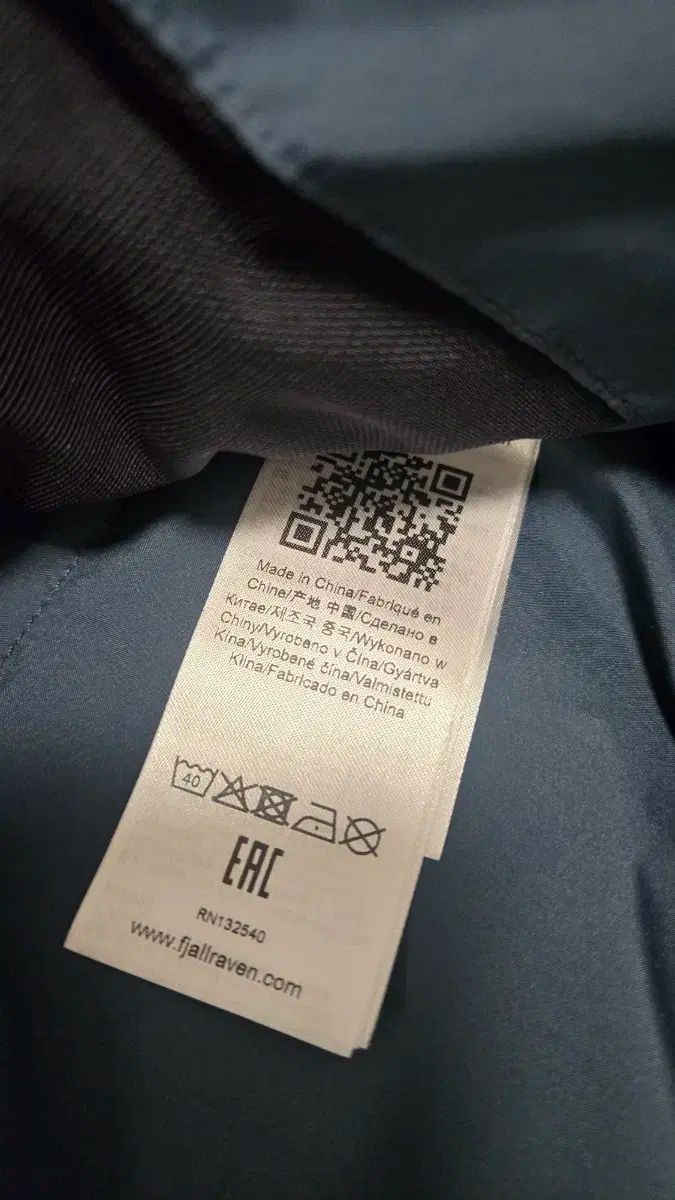 Made in China/Fabriqué en
Chine/产地 中国/Сделано в
Китае/제조국 중국/Wykonano w
Chiny/Vyrobeno v Čína/Gyártva
Kína/Vyrobené čína/Valmistettu
Kiina/Fabricado en China
40
EAC
RN132540
www.fjallraven.com